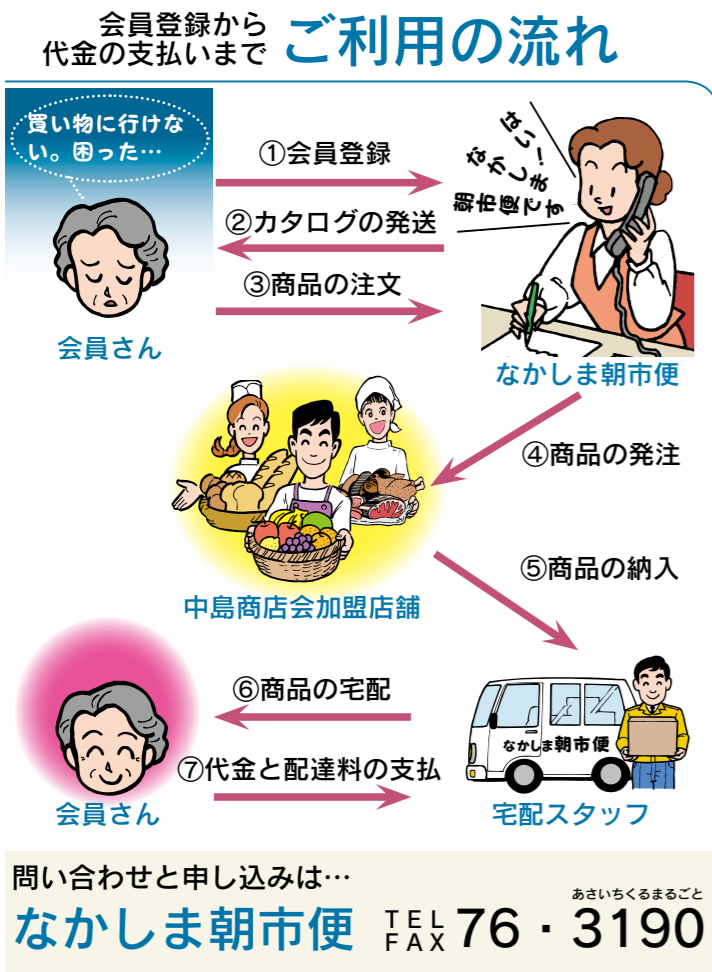 会員登録から
代金の支払いまで
ご利用の流れ
買い物に行けな
い。困った…
はい、
なかしま
朝市便です
①会員登録
②カタログの発送
③商品の注文
会員さん
なかしま朝市便
④商品の発注
⑤商品の納入
中島商店会加盟店舗
⑥商品の宅配
⑦代金と配達料の支払
なかしま朝市便
会員さん
宅配スタッフ
問い合わせと申し込みは…
あさいちくるまるごと
なかしま朝市便 TEL FAX 76・3190